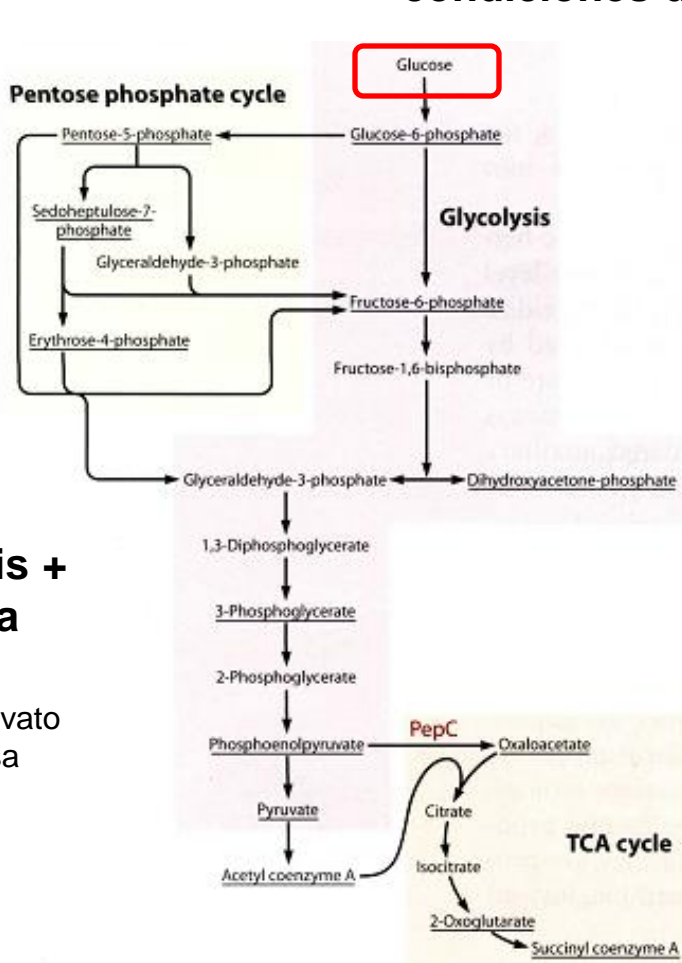 Glucose
Pentose phosphate cycle
Pentose-5-phosphate
Glucose-6-phosphate
Sedoheptulose-7-
phosphate
Glycolysis
Glyceraldehyde-3-phosphate
Fructose-6-phosphate
Erythrose-4-phosphate
Fructose-1,6-bisphosphate
Glyceraldehyde-3-phosphate
Dihydroxyacetone-phosphate
1,3-Diphosphoglycerate
3-Phosphoglycerate
2-Phosphoglycerate
PepC
Phosphoenolpyruvate
Oxaloacetate
Pyruvate
Citrate
TCA cycle
Acetyl coenzyme A
Isocitrate
2-Oxoglutarate
Succinyl coenzyme A